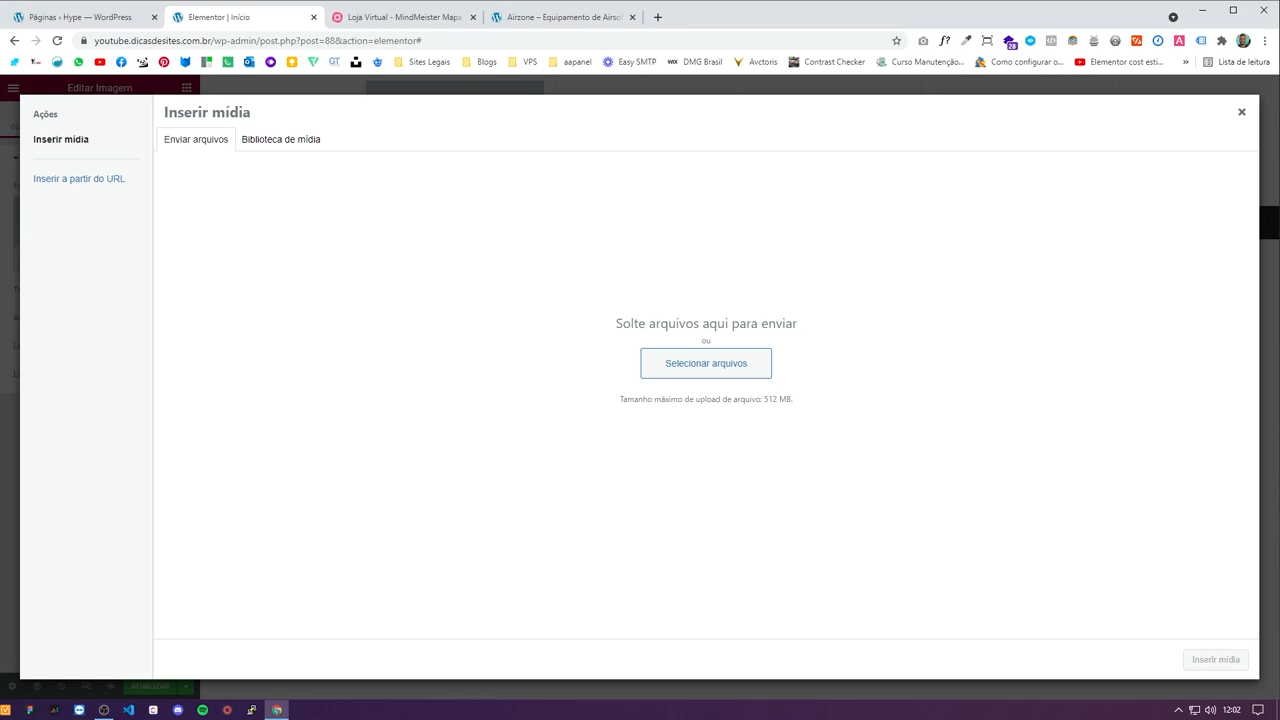 Páginas ‹ Hype — WordPress
Elementor | Início
Loja Virtual - MindMeister Mapa
Airzone – Equipamento de Airsof
youtube.dicasdesites.com.br/wp-admin/post.php?post=88&action=elementor#
f?
28
A
GT
Sites Legais
Blogs
VPS
aapanel
Easy SMTP
WIX
DMG Brasil
Avctoris
Contrast Checker
Curso Manutenção...
Como configurar o...
Elementor cost esti...
»
Lista de leitura
Editar Imagem
Ações
Inserir mídia
Inserir a partir do URL
Inserir mídia
Enviar arquivos
Biblioteca de mídia
Solte arquivos aqui para enviar
ou
Selecionar arquivos
Tamanho máximo de upload de arquivo: 512 MB.
Inserir mídia
ATUALIZAR
12:02